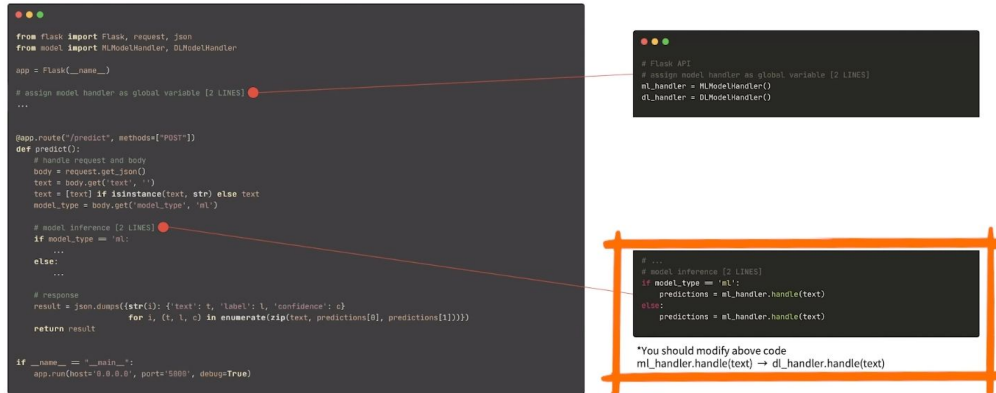 from flask import Flask, request, json
from model import MLModelHandler, DLModelHandler
app = Flask(__name__)
# assign model handler as global variable [2 LINES]
...
@app.route("/predict", methods=["POST"])
def predict():
# handle request and body
body = request.get_json()
text = body.get('text', '')
text = [text] if isinstance(text, str) else text
model_type = body.get('model_type', 'ml')
# model inference [2 LINES]
if model_type == 'ml:
...
else:
...
# response
result = json.dumps({str(i): {'text': t, 'label': l, 'confidence': c}
for i, (t, l, c) in enumerate(zip(text, predictions[0], predictions[1]))})
return result
if __name__ == "__main__":
app.run(host='0.0.0.0', port='5000', debug=True)
# Flask API
# assign model handler as global variable [2 LINES]
ml_handler = MLModelHandler()
dl_handler = DLModelHandler()
# ...
# model inference [2 LINES]
if model_type == 'ml':
predictions = ml_handler.handle(text)
else:
predictions = ml_handler.handle(text)
*You should modify above code
ml_handler.handle(text) → dl_handler.handle(text)